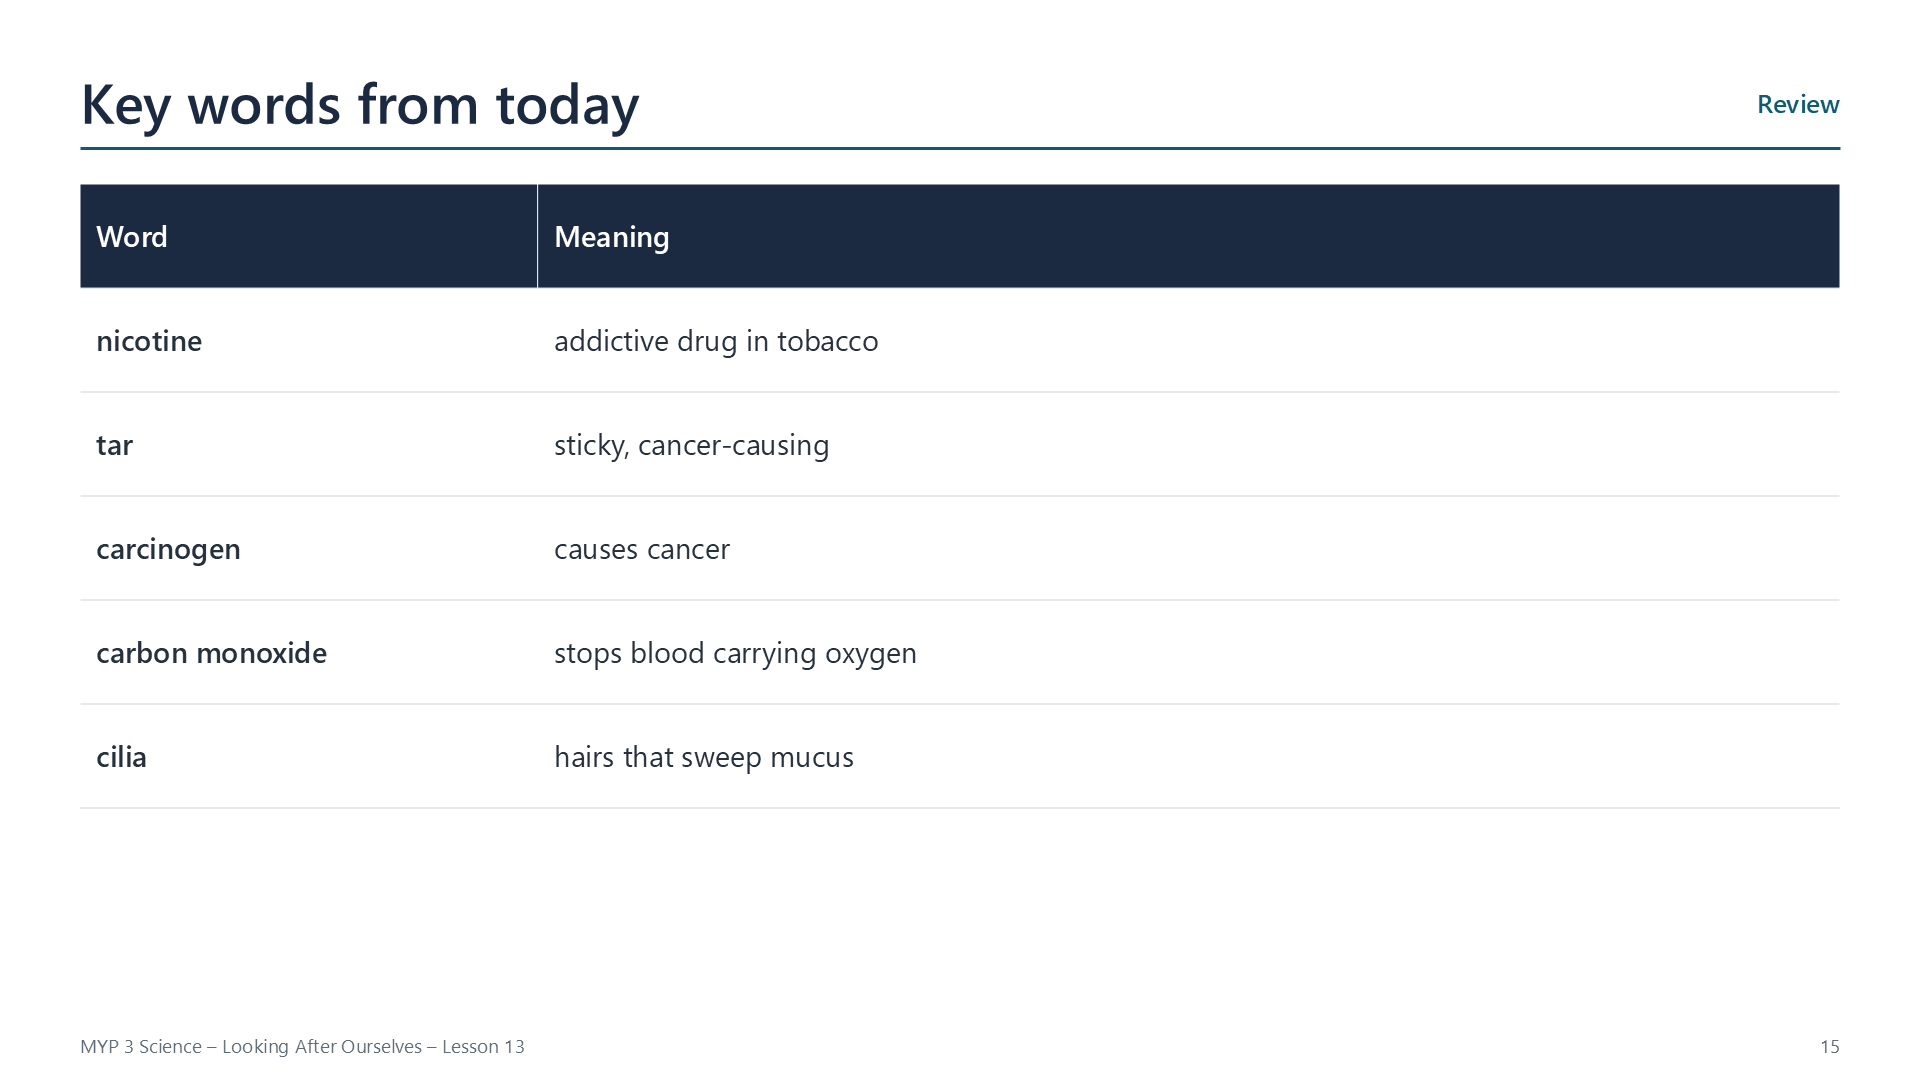 Key words from today
Review
Word Meaning
nicotine addictive drug in tobacco
tar sticky, cancer-causing
carcinogen causes cancer
carbon monoxide stops blood carrying oxygen
cilia hairs that sweep mucus
MYP 3 Science – Looking After Ourselves – Lesson 13
15